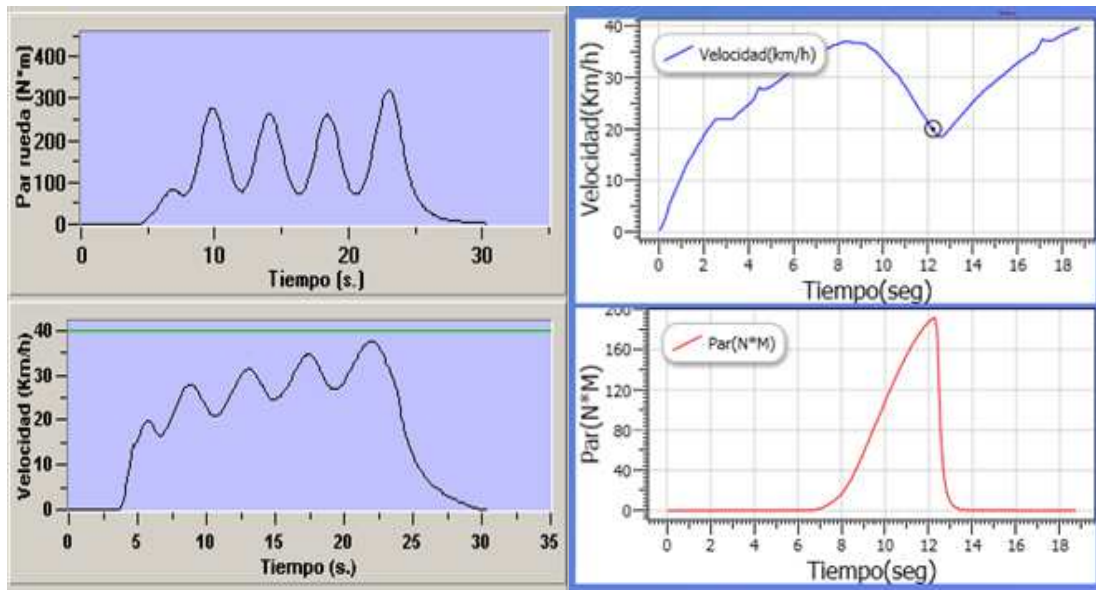 Par rueda (N*m)
400
300
200
100
0
0 10 20 30
Tiempo (s.)
Velocidad (Km/h)
40
30
20
10
0
0 5 10 15 20 25 30 35
Tiempo (s.)
Velocidad(Km/h)
40
30
20
10
0
Velocidad(km/h)
0 2 4 6 8 10 12 14 16 18
Tiempo(seg)
Par(N*M)
200
160
120
80
40
0
Par(N*M)
0 2 4 6 8 10 12 14 16 18
Tiempo(seg)